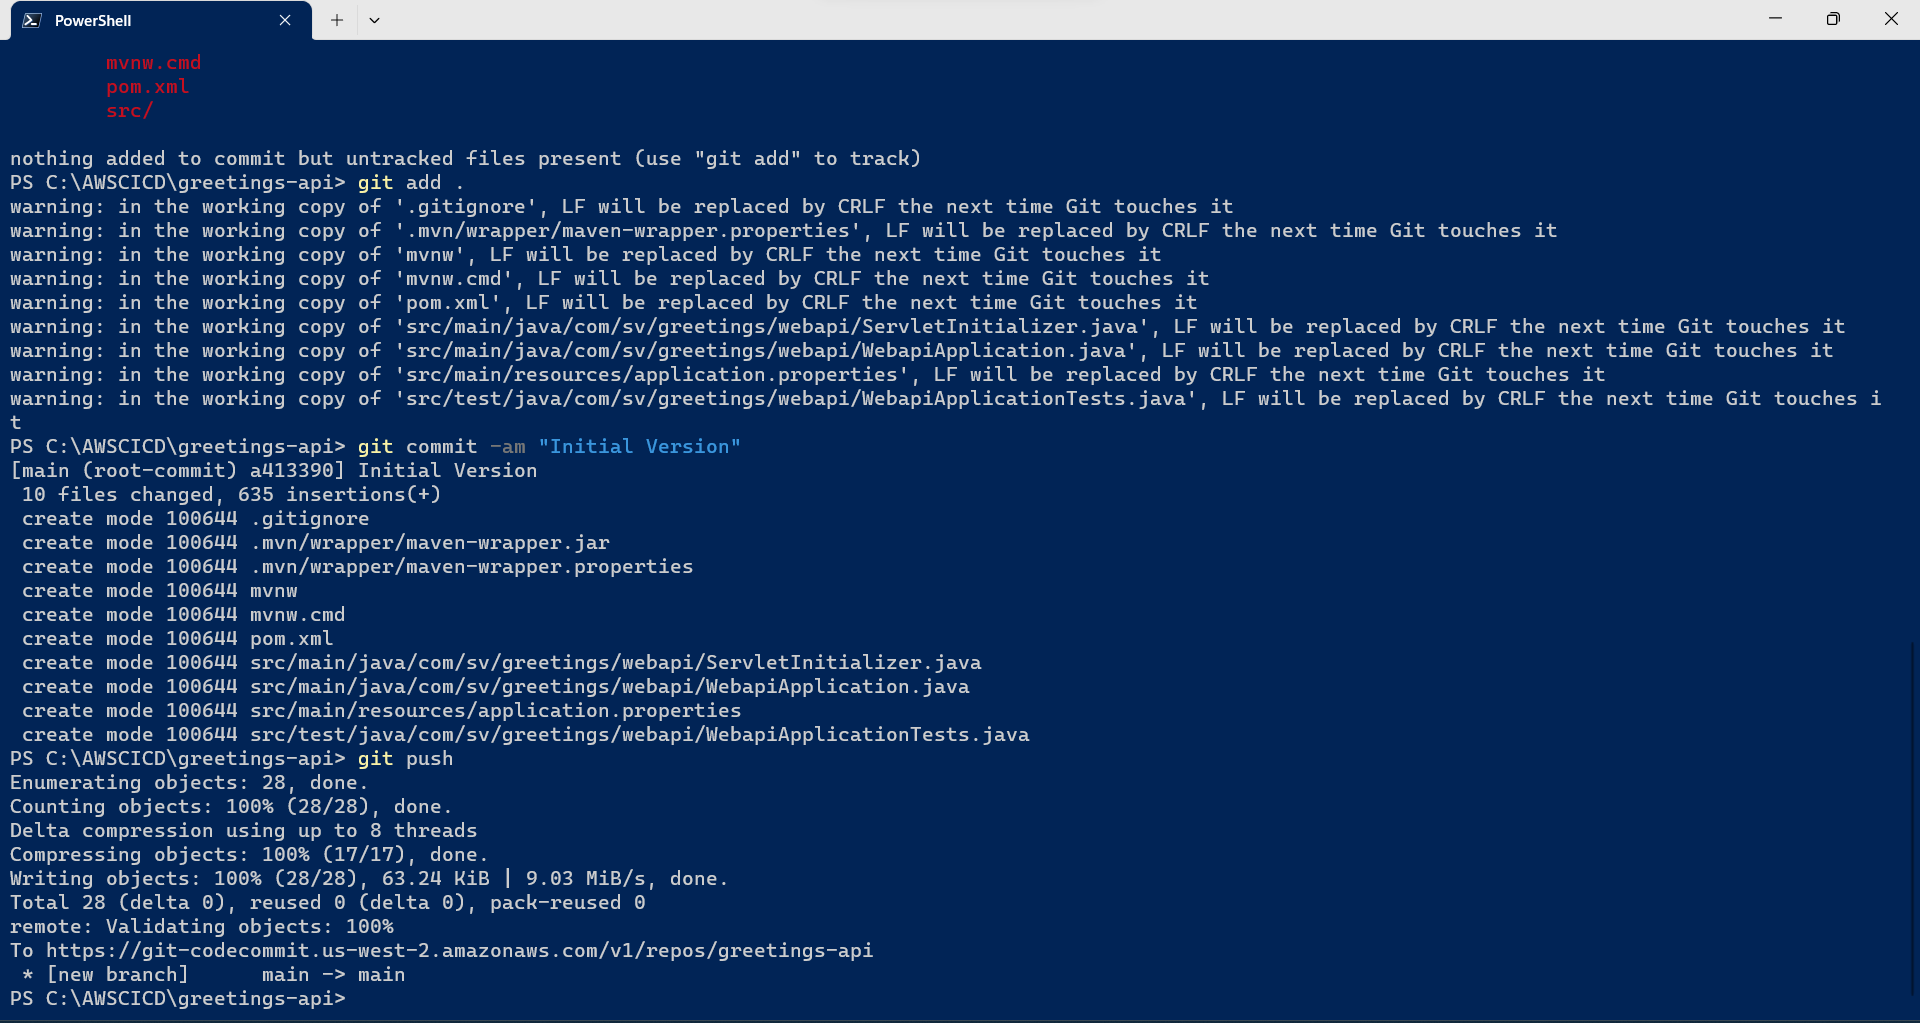 PowerShell
mvnw.cmd
pom.xml
src/
nothing added to commit but untracked files present (use "git add" to track)
PS C:\AWSCICD\greetings-api> git add .
warning: in the working copy of '.gitignore', LF will be replaced by CRLF the next time Git touches it
warning: in the working copy of '.mvn/wrapper/maven-wrapper.properties', LF will be replaced by CRLF the next time Git touches it
warning: in the working copy of 'mvnw', LF will be replaced by CRLF the next time Git touches it
warning: in the working copy of 'mvnw.cmd', LF will be replaced by CRLF the next time Git touches it
warning: in the working copy of 'pom.xml', LF will be replaced by CRLF the next time Git touches it
warning: in the working copy of 'src/main/java/com/sv/greetings/webapi/ServletInitializer.java', LF will be replaced by CRLF the next time Git touches it
warning: in the working copy of 'src/main/java/com/sv/greetings/webapi/WebapiApplication.java', LF will be replaced by CRLF the next time Git touches it
warning: in the working copy of 'src/main/resources/application.properties', LF will be replaced by CRLF the next time Git touches it
warning: in the working copy of 'src/test/java/com/sv/greetings/webapi/WebapiApplicationTests.java', LF will be replaced by CRLF the next time Git touches i
t
PS C:\AWSCICD\greetings-api> git commit -am "Initial Version"
[main (root-commit) a413390] Initial Version
 10 files changed, 635 insertions(+)
 create mode 100644 .gitignore
 create mode 100644 .mvn/wrapper/maven-wrapper.jar
 create mode 100644 .mvn/wrapper/maven-wrapper.properties
 create mode 100644 mvnw
 create mode 100644 mvnw.cmd
 create mode 100644 pom.xml
 create mode 100644 src/main/java/com/sv/greetings/webapi/ServletInitializer.java
 create mode 100644 src/main/java/com/sv/greetings/webapi/WebapiApplication.java
 create mode 100644 src/main/resources/application.properties
 create mode 100644 src/test/java/com/sv/greetings/webapi/WebapiApplicationTests.java
PS C:\AWSCICD\greetings-api> git push
Enumerating objects: 28, done.
Counting objects: 100% (28/28), done.
Delta compression using up to 8 threads
Compressing objects: 100% (17/17), done.
Writing objects: 100% (28/28), 63.24 KiB | 9.03 MiB/s, done.
Total 28 (delta 0), reused 0 (delta 0), pack-reused 0
remote: Validating objects: 100%
To https://git-codecommit.us-west-2.amazonaws.com/v1/repos/greetings-api
 * [new branch]      main -> main
PS C:\AWSCICD\greetings-api>